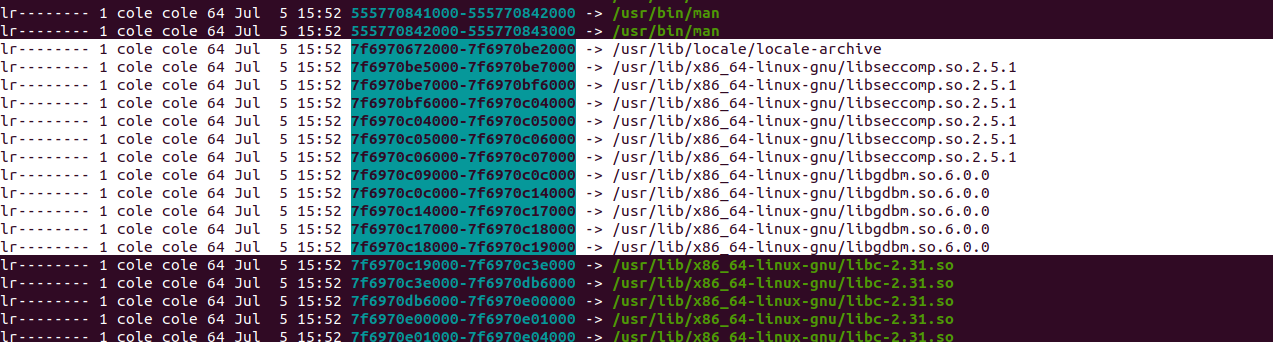 lr-------- 1 cole cole 64 Jul  5 15:52 555770841000-555770842000 -> /usr/bin/man
lr-------- 1 cole cole 64 Jul  5 15:52 555770842000-555770843000 -> /usr/bin/man
lr-------- 1 cole cole 64 Jul  5 15:52 7f6970672000-7f6970be2000 -> /usr/lib/locale/locale-archive
lr-------- 1 cole cole 64 Jul  5 15:52 7f6970be5000-7f6970be7000 -> /usr/lib/x86_64-linux-gnu/libseccomp.so.2.5.1
lr-------- 1 cole cole 64 Jul  5 15:52 7f6970be7000-7f6970bf6000 -> /usr/lib/x86_64-linux-gnu/libseccomp.so.2.5.1
lr-------- 1 cole cole 64 Jul  5 15:52 7f6970bf6000-7f6970c04000 -> /usr/lib/x86_64-linux-gnu/libseccomp.so.2.5.1
lr-------- 1 cole cole 64 Jul  5 15:52 7f6970c04000-7f6970c05000 -> /usr/lib/x86_64-linux-gnu/libseccomp.so.2.5.1
lr-------- 1 cole cole 64 Jul  5 15:52 7f6970c05000-7f6970c06000 -> /usr/lib/x86_64-linux-gnu/libseccomp.so.2.5.1
lr-------- 1 cole cole 64 Jul  5 15:52 7f6970c06000-7f6970c07000 -> /usr/lib/x86_64-linux-gnu/libseccomp.so.2.5.1
lr-------- 1 cole cole 64 Jul  5 15:52 7f6970c09000-7f6970c0c000 -> /usr/lib/x86_64-linux-gnu/libgdbm.so.6.0.0
lr-------- 1 cole cole 64 Jul  5 15:52 7f6970c0c000-7f6970c14000 -> /usr/lib/x86_64-linux-gnu/libgdbm.so.6.0.0
lr-------- 1 cole cole 64 Jul  5 15:52 7f6970c14000-7f6970c17000 -> /usr/lib/x86_64-linux-gnu/libgdbm.so.6.0.0
lr-------- 1 cole cole 64 Jul  5 15:52 7f6970c17000-7f6970c18000 -> /usr/lib/x86_64-linux-gnu/libgdbm.so.6.0.0
lr-------- 1 cole cole 64 Jul  5 15:52 7f6970c18000-7f6970c19000 -> /usr/lib/x86_64-linux-gnu/libgdbm.so.6.0.0
lr-------- 1 cole cole 64 Jul  5 15:52 7f6970c19000-7f6970c3e000 -> /usr/lib/x86_64-linux-gnu/libc-2.31.so
lr-------- 1 cole cole 64 Jul  5 15:52 7f6970c3e000-7f6970db6000 -> /usr/lib/x86_64-linux-gnu/libc-2.31.so
lr-------- 1 cole cole 64 Jul  5 15:52 7f6970db6000-7f6970e00000 -> /usr/lib/x86_64-linux-gnu/libc-2.31.so
lr-------- 1 cole cole 64 Jul  5 15:52 7f6970e00000-7f6970e01000 -> /usr/lib/x86_64-linux-gnu/libc-2.31.so
lr-------- 1 cole cole 64 Jul  5 15:52 7f6970e01000-7f6970e04000 -> /usr/lib/x86_64-linux-gnu/libc-2.31.so